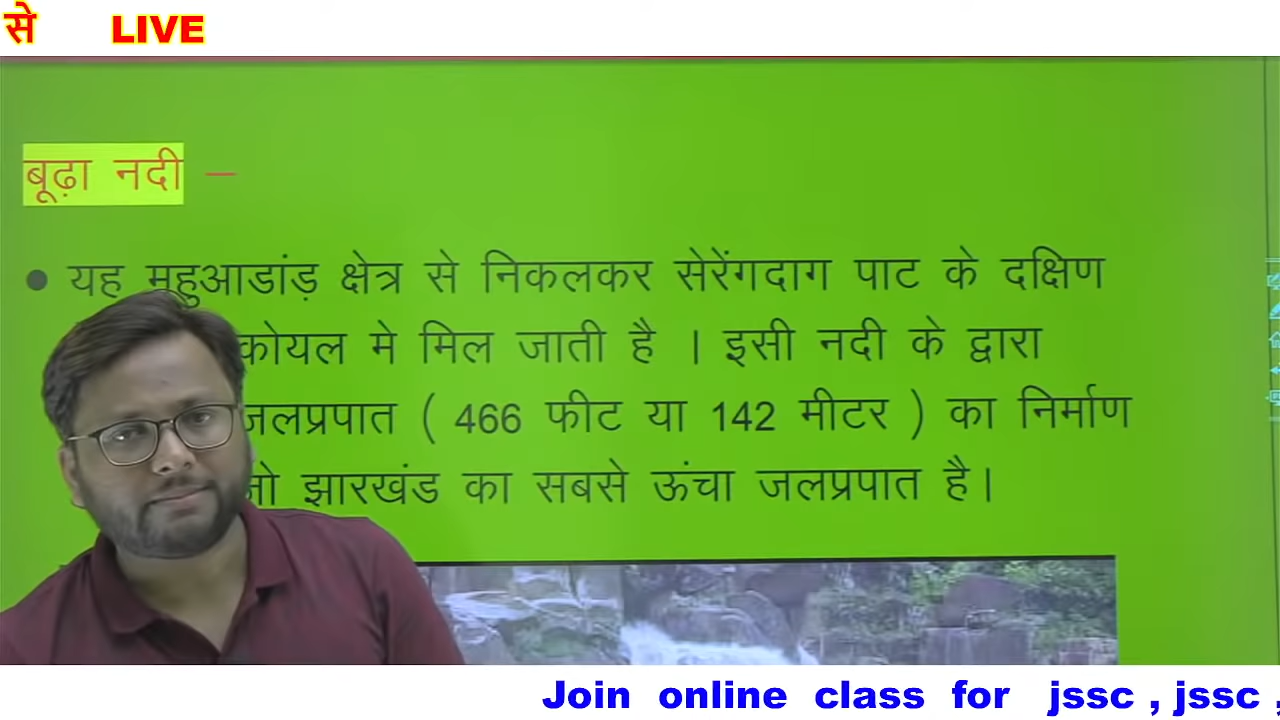 से LIVE
बूढ़ा नदी –
• यह महुआडांड़ क्षेत्र से निकलकर सेरेंगदाग पाट के दक्षिण
कोयल मे मिल जाती है । इसी नदी के द्वारा
जलप्रपात ( 466 फीट या 142 मीटर ) का निर्माण
झारखंड का सबसे ऊंचा जलप्रपात है।
Join online class for jssc , jssc ,